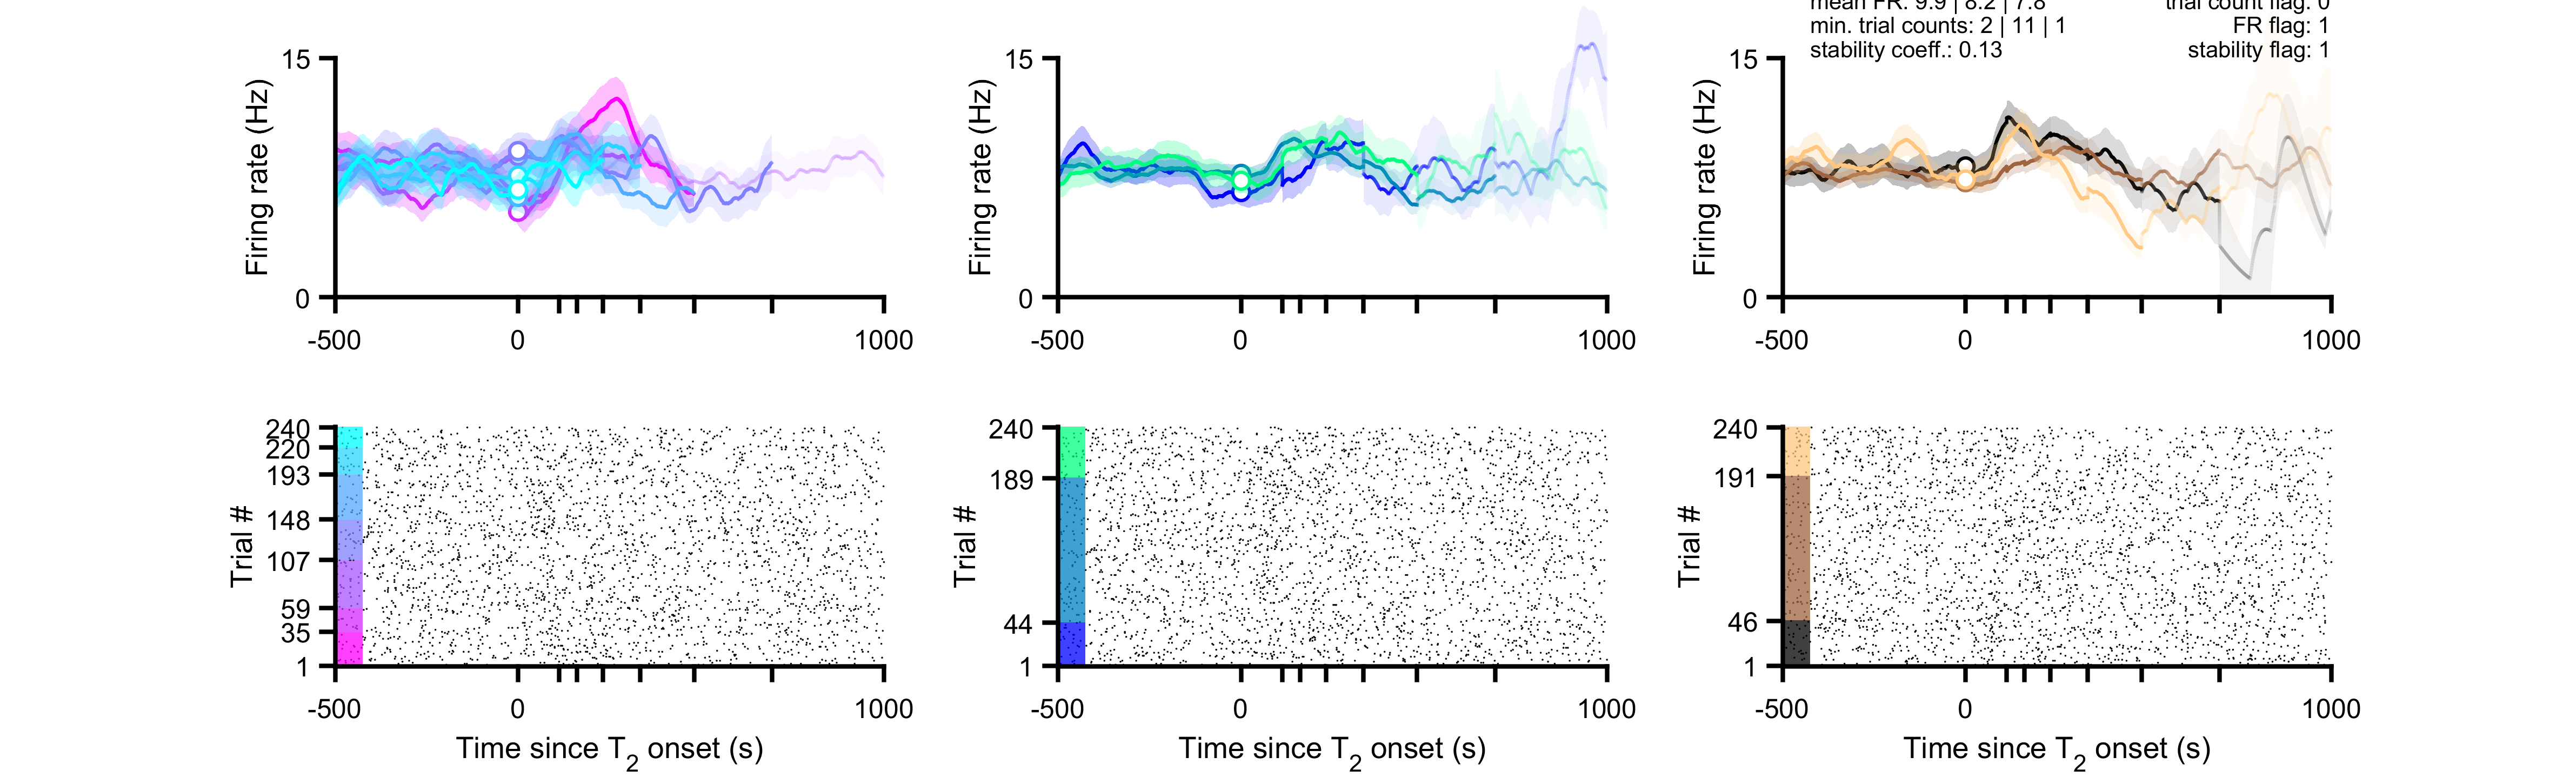 mean FR: 9.9 | 8.2 | 7.8 trial count flag: 0
min. trial counts: 2 | 11 | 1 FR flag: 1
stability coeff.: 0.13 stability flag: 1
15
Firing rate (Hz)
0
-500 0 1000
15
Firing rate (Hz)
0
-500 0 1000
15
Firing rate (Hz)
0
-500 0 1000
240
220
193
148
107
59
35
1
Trial #
-500 0 1000
Time since T2 onset (s)
240
189
44
1
Trial #
-500 0 1000
Time since T2 onset (s)
240
191
46
1
Trial #
-500 0 1000
Time since T2 onset (s)